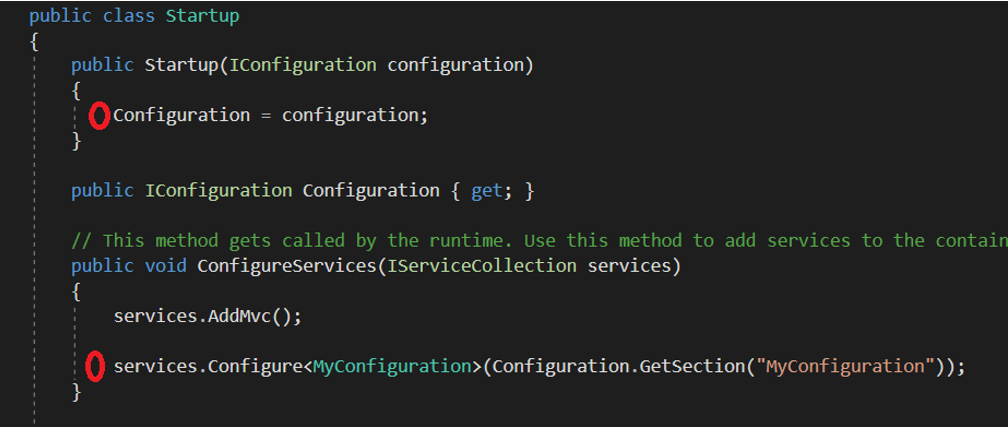 public class Startup
{
public Startup(IConfiguration configuration)
{
Configuration = configuration;
}
public IConfiguration Configuration { get; }
// This method gets called by the runtime. Use this method to add services to the contain
public void ConfigureServices(IServiceCollection services)
{
services.AddMvc();
services.Configure<MyConfiguration>(Configuration.GetSection("MyConfiguration"));
}